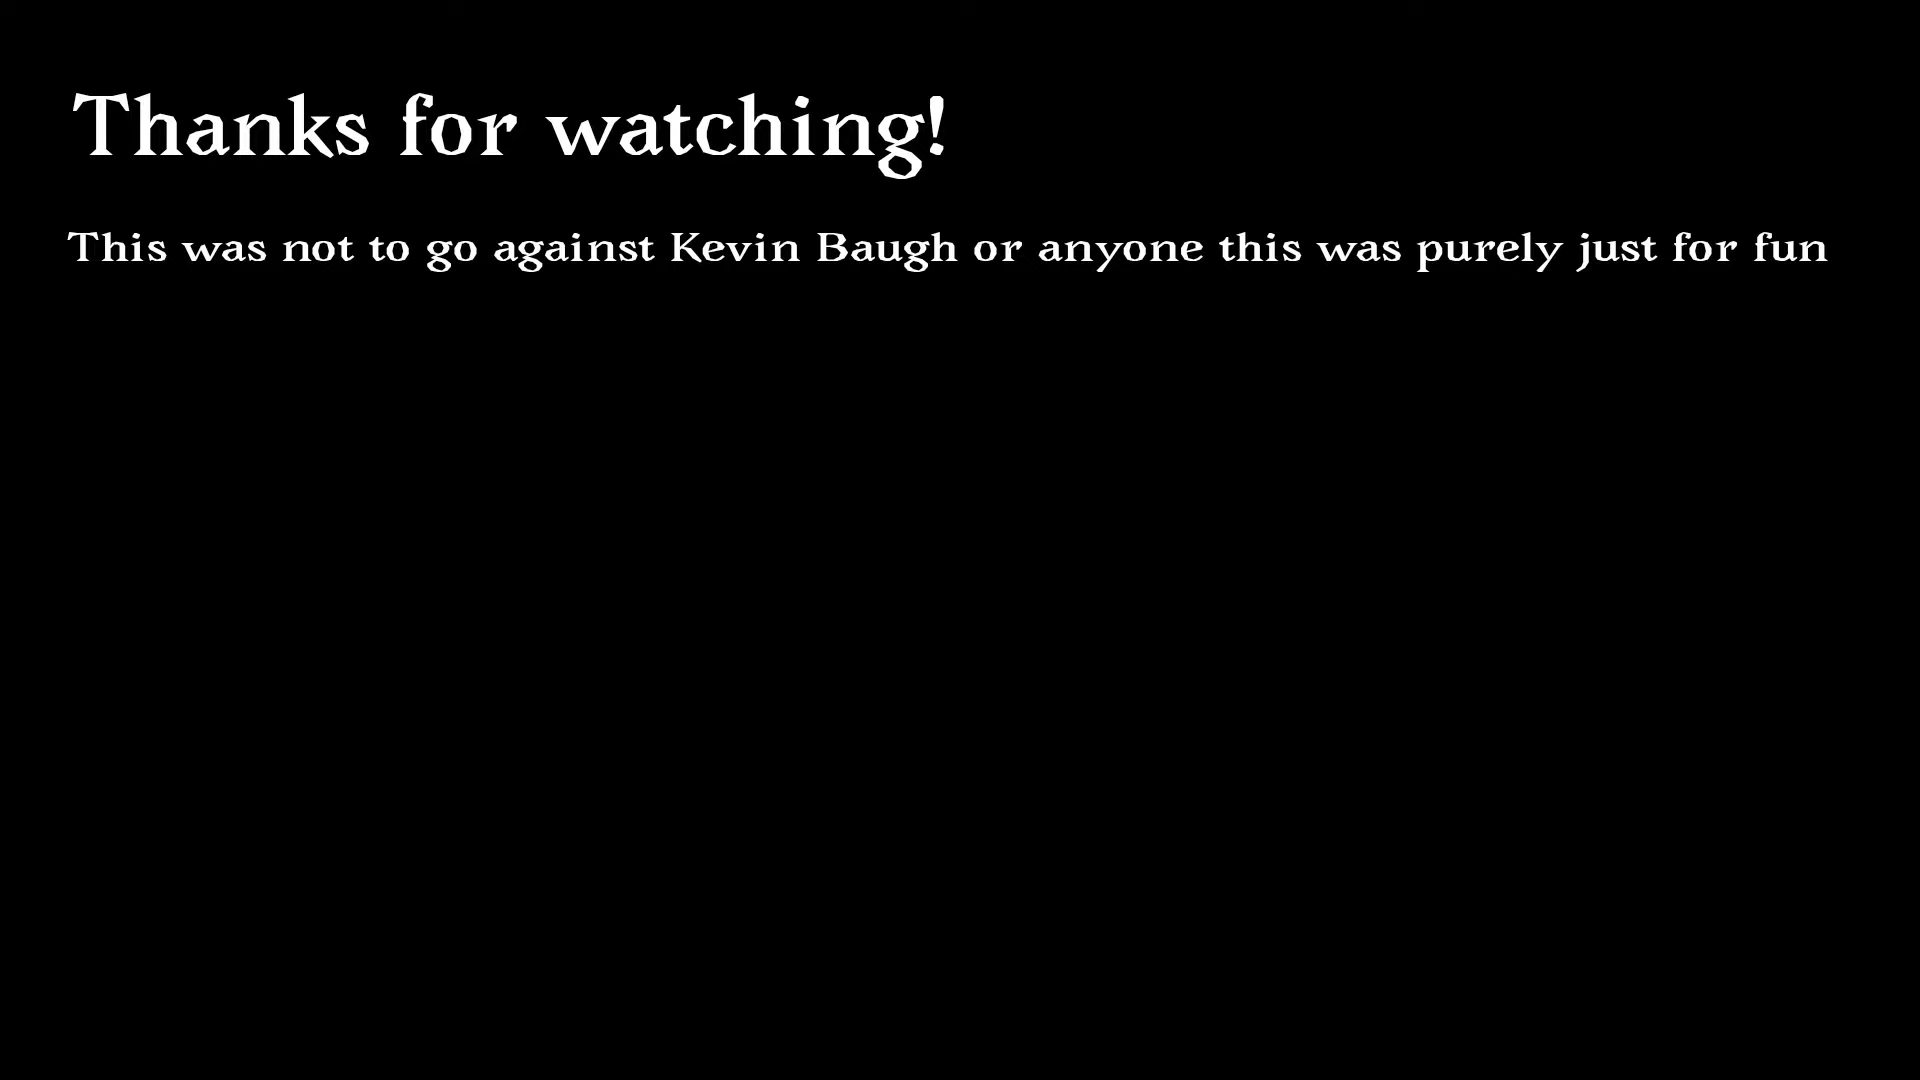 Thanks for watching!
This was not to go against Kevin Baugh or anyone this was purely just for fun